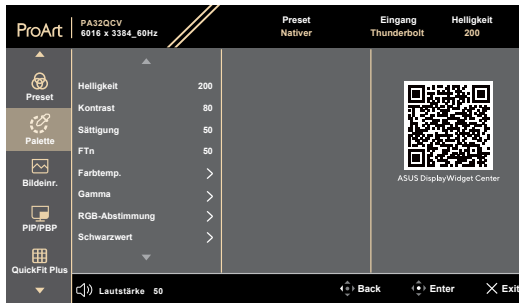 ProArt
PA32QCV
6016 x 3384_60Hz
Preset
Nativer
Eingang
Thunderbolt
Helligkeit
200
Preset
Palette
Bildeinr.
PIP/PBP
QuickFit Plus
Helligkeit 200
Kontrast 80
Sättigung 50
FTn 50
Farbtemp.
Gamma
RGB-Abstimmung
Schwarzwert
ASUS DisplayWidget Center
Lautstärke 50
Back
Enter
Exit